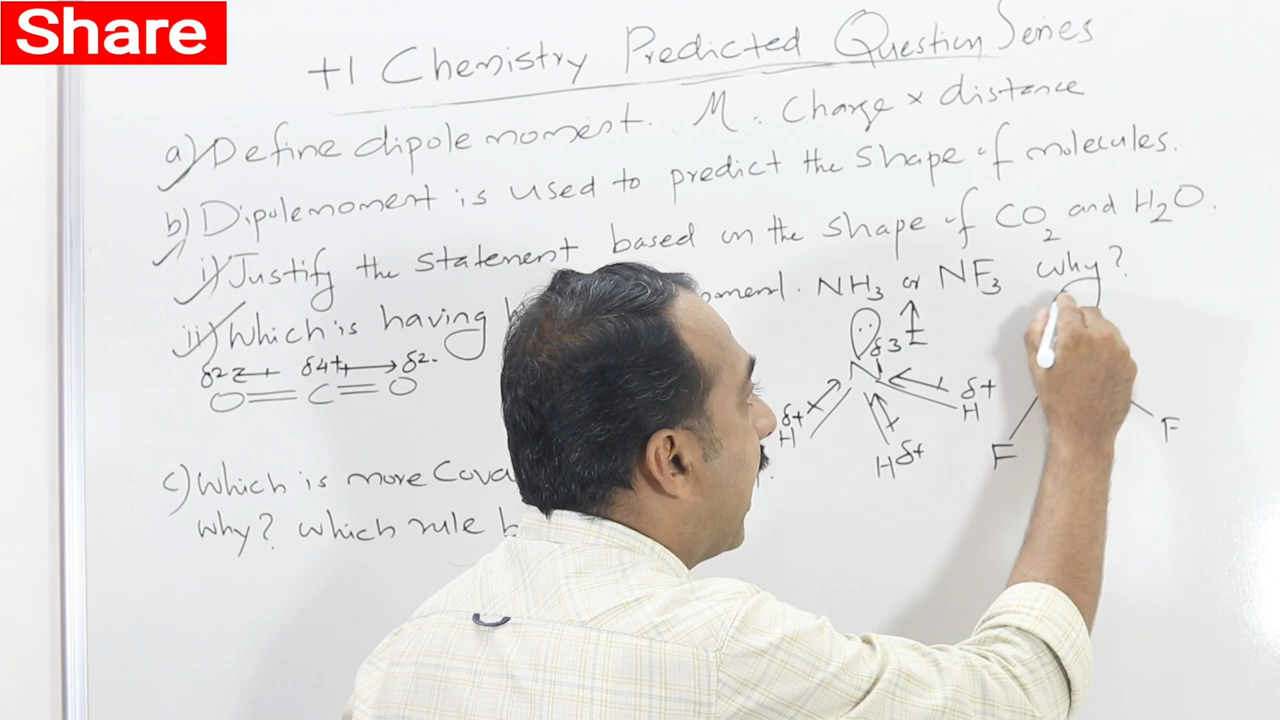 Share
+1 Chemistry Predicted Question Series
a) Define dipole moment. M. Charge × distance
b) Dipolemoment is used to predict the shape of molecules.
i) Justify the statement based on the shape of CO2 and H2O.
ii) Which is having NH3 or NF3 why?
δ2- δ4+ δ2-
O=C=O
δ3-
N
δ+ H
H δ+
δ+ H
F F
c) Which is more
why? which rule